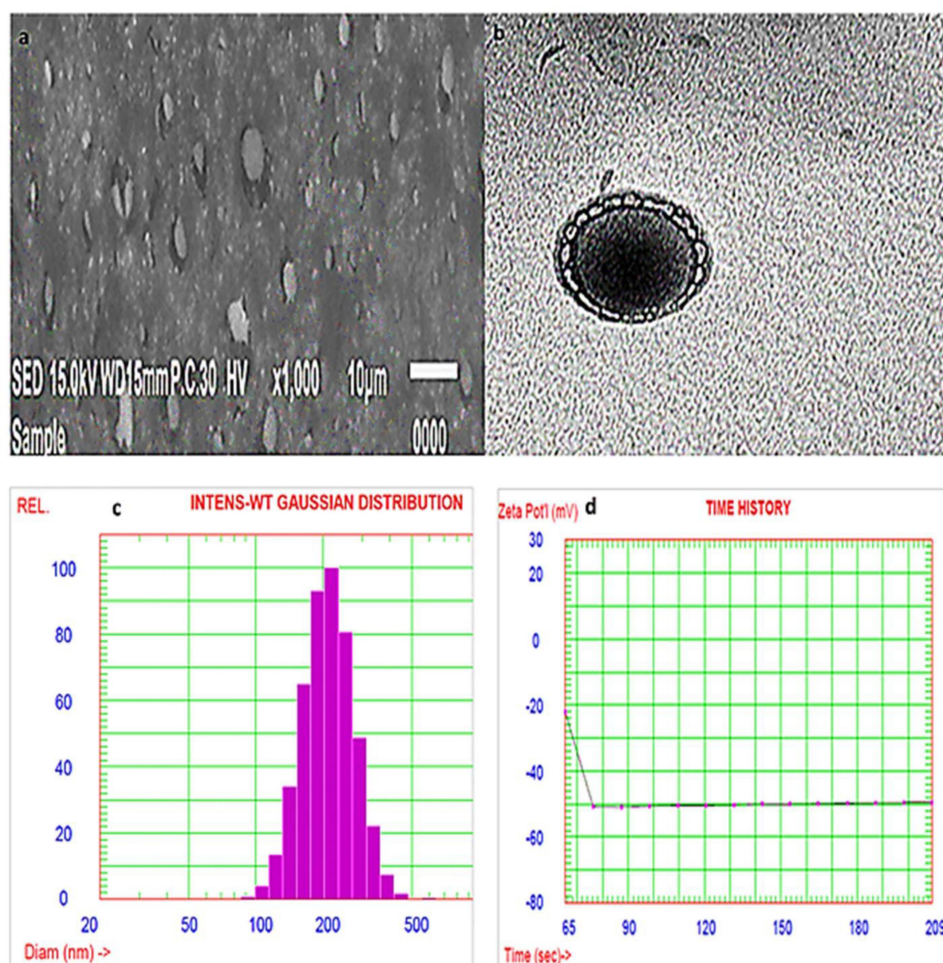 a
SED 15.0kV WD15mm P.C.30 HV x1,000 10µm
Sample 0000
b
REL. c INTENS-WT GAUSSIAN DISTRIBUTION
100
80
60
40
20
0
20 50 100 200 500
Diam (nm) ->
Zeta Pot'l (mV) d TIME HISTORY
30
20
0
-20
-40
-60
-80
65 90 120 150 180 209
Time (sec)->